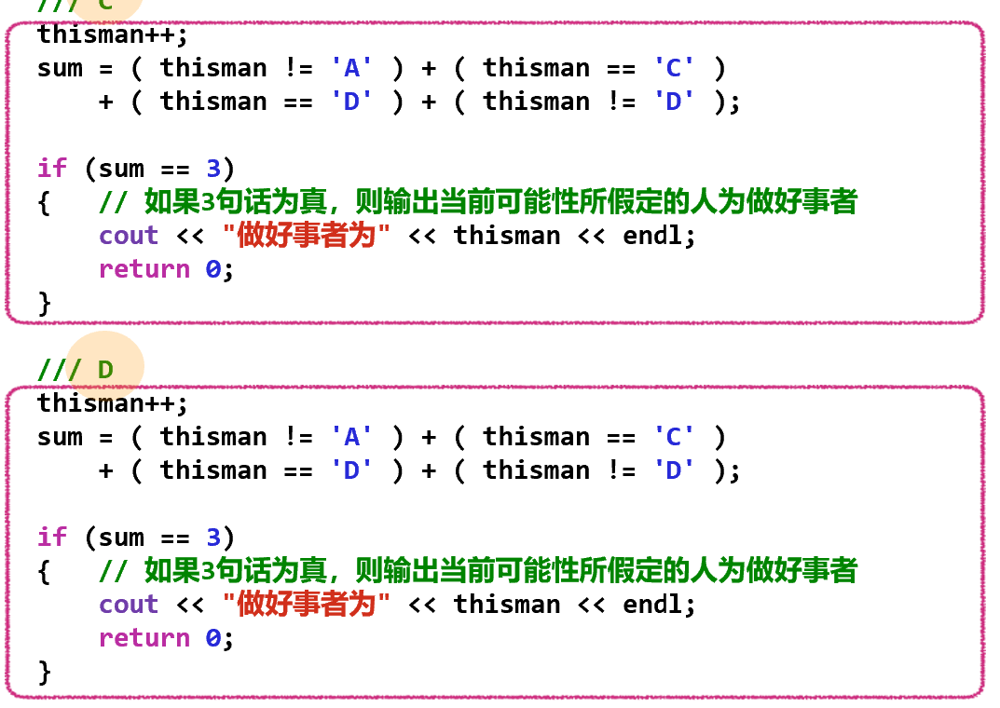 /// C
thisman++;
sum = ( thisman != 'A' ) + ( thisman == 'C' )
    + ( thisman == 'D' ) + ( thisman != 'D' );
if (sum == 3)
{   // 如果3句话为真，则输出当前可能性所假定的人为做好事者
    cout << "做好事者为" << thisman << endl;
    return 0;
}
/// D
thisman++;
sum = ( thisman != 'A' ) + ( thisman == 'C' )
    + ( thisman == 'D' ) + ( thisman != 'D' );
if (sum == 3)
{   // 如果3句话为真，则输出当前可能性所假定的人为做好事者
    cout << "做好事者为" << thisman << endl;
    return 0;
}